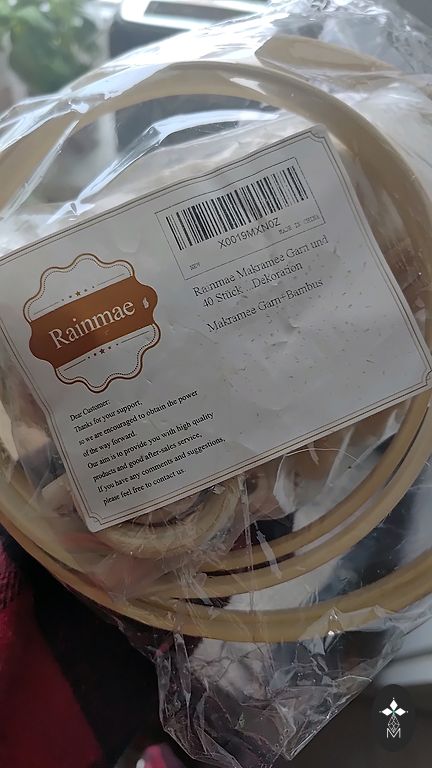 X0019MXN0Z
NEW
MADE IN CHINA
Rainmae Makramee Garn und
40 Stück ...Dekoration
Makramee Garn+Bambus
Rainmae
Dear Customer:
Thanks for your support,
so we are encouraged to obtain the power
of the way forward.
Our aim is to provide you with high quality
products and good after-sales service,
If you have any comments and suggestions,
please feel free to contact us.
M